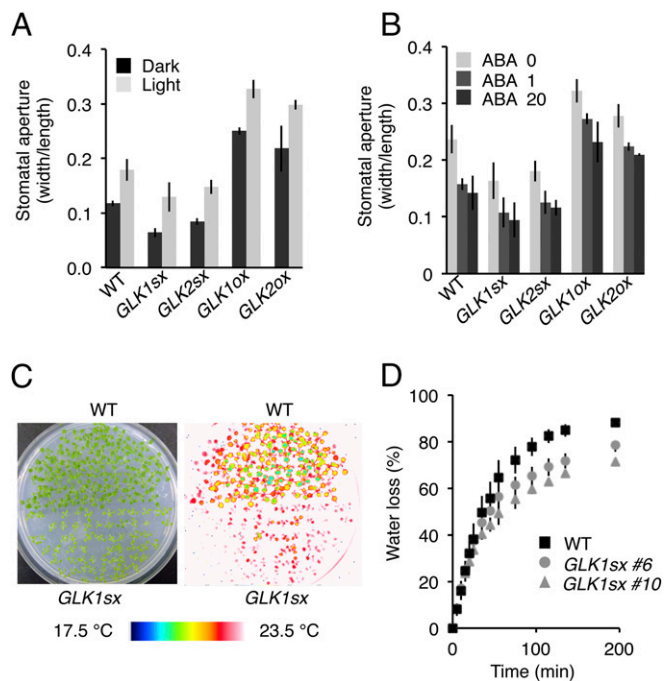 A
Stomatal aperture
(width/length)
0.4
0.3
0.2
0.1
0.0
Dark
Light
WT
GLK1sx
GLK2sx
GLK1ox
GLK2ox
B
Stomatal aperture
(width/length)
0.4
0.3
0.2
0.1
0
ABA 0
ABA 1
ABA 20
WT
GLK1sx
GLK2sx
GLK1ox
GLK2ox
C
WT
WT
GLK1sx
GLK1sx
17.5 °C
23.5 °C
D
Water loss (%)
100
80
60
40
20
0
WT
GLK1sx #6
GLK1sx #10
0
100
200
Time (min)